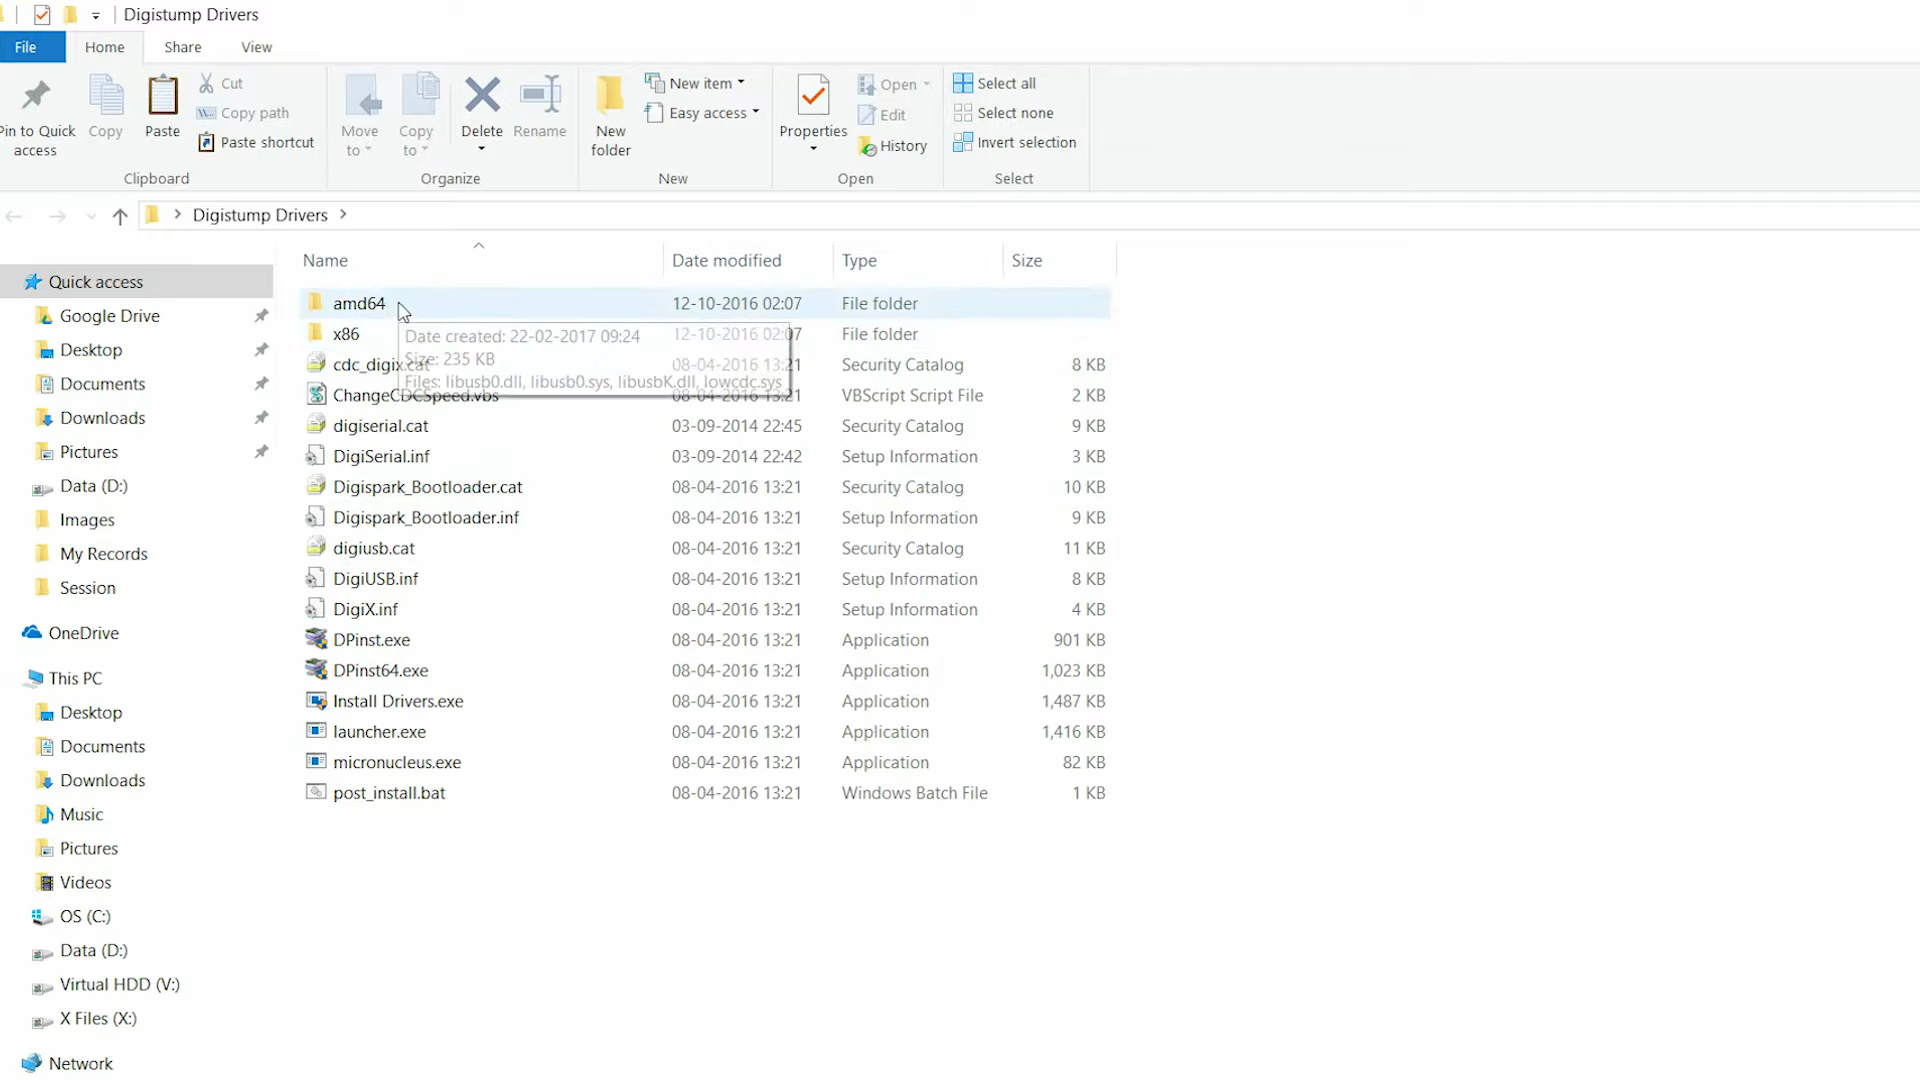 Digistump Drivers
File Home Share View
Pin to Quick access
Copy
Paste
Cut
Copy path
Paste shortcut
Clipboard
Move to
Copy to
Delete
Rename
Organize
New folder
New item
Easy access
New
Properties
Open
Edit
History
Open
Select all
Select none
Invert selection
Select
Digistump Drivers
Quick access
Google Drive
Desktop
Documents
Downloads
Pictures
Data (D:)
Images
My Records
Session
OneDrive
This PC
Desktop
Documents
Downloads
Music
Pictures
Videos
OS (C:)
Data (D:)
Virtual HDD (V:)
X Files (X:)
Network
Name Date modified Type Size
amd64 12-10-2016 02:07 File folder
x86 12-10-2016 02:07 File folder
Date created: 22-02-2017 09:24
Size: 235 KB
Files: libusb0.dll, libusb0.sys, libusbK.dll, lowcdc.sys
cdc_digix.cat 08-04-2016 13:21 Security Catalog 8 KB
ChangeCDCSpeed.vbs 08-04-2016 13:21 VBScript Script File 2 KB
digiserial.cat 03-09-2014 22:45 Security Catalog 9 KB
DigiSerial.inf 03-09-2014 22:42 Setup Information 3 KB
Digispark_Bootloader.cat 08-04-2016 13:21 Security Catalog 10 KB
Digispark_Bootloader.inf 08-04-2016 13:21 Setup Information 9 KB
digiusb.cat 08-04-2016 13:21 Security Catalog 11 KB
DigiUSB.inf 08-04-2016 13:21 Setup Information 8 KB
DigiX.inf 08-04-2016 13:21 Setup Information 4 KB
DPinst.exe 08-04-2016 13:21 Application 901 KB
DPinst64.exe 08-04-2016 13:21 Application 1,023 KB
Install Drivers.exe 08-04-2016 13:21 Application 1,487 KB
launcher.exe 08-04-2016 13:21 Application 1,416 KB
micronucleus.exe 08-04-2016 13:21 Application 82 KB
post_install.bat 08-04-2016 13:21 Windows Batch File 1 KB